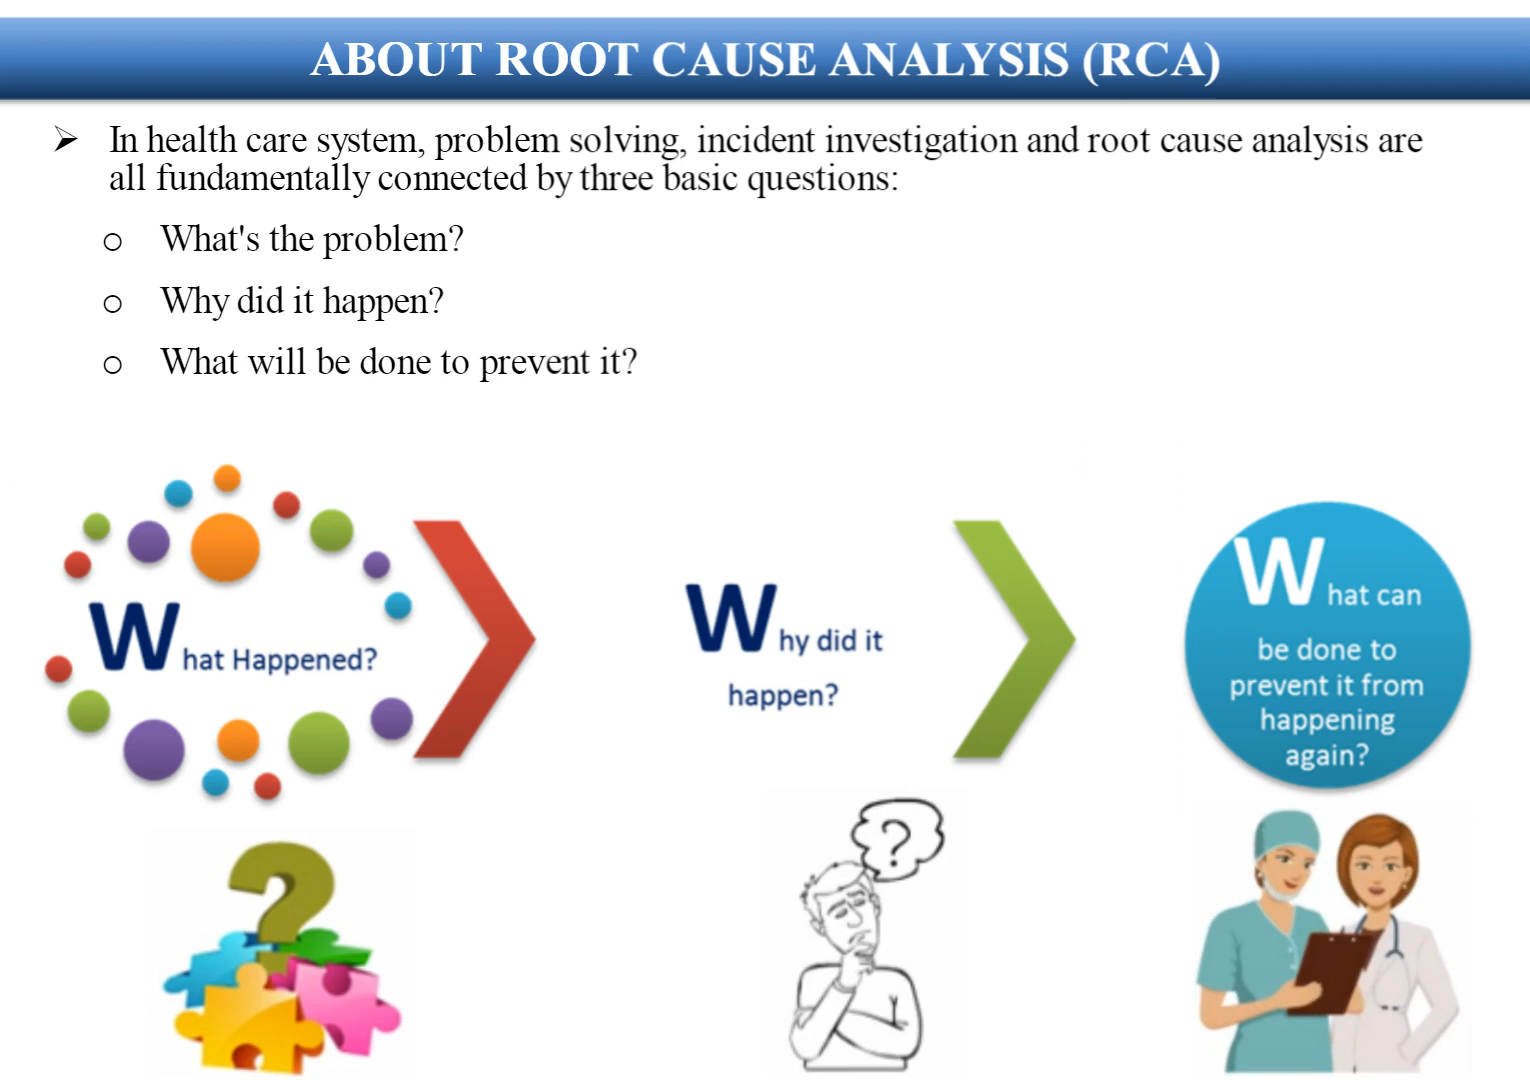 ABOUT ROOT CAUSE ANALYSIS (RCA)
In health care system, problem solving, incident investigation and root cause analysis are
all fundamentally connected by three basic questions:
What's the problem?
Why did it happen?
What will be done to prevent it?
What Happened?
Why did it
happen?
What can
be done to
prevent it from
happening
again?
?
?